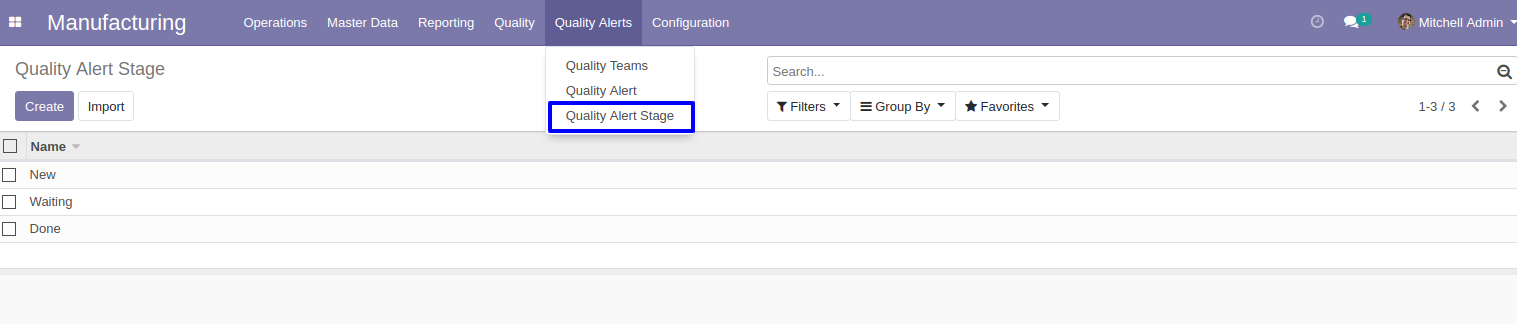 Manufacturing Operations Master Data Reporting Quality Quality Alerts Configuration 1 Mitchell Admin
Quality Alert Stage
Create Import
Quality Teams
Quality Alert
Quality Alert Stage
Search...
Filters Group By Favorites 1-3 / 3
Name
New
Waiting
Done